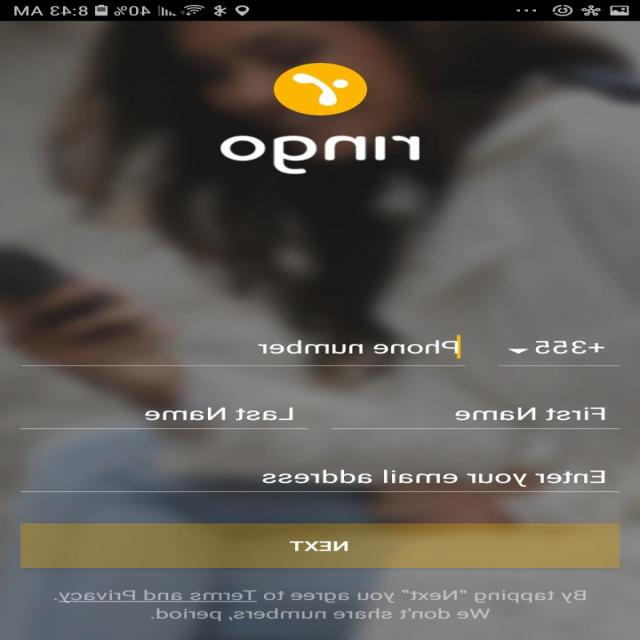 40% 8:43 AM
ringo
+355 Phone number
First Name Last Name
Enter your email address
NEXT
By tapping "Next" you agree to Terms and Privacy.
We don't share numbers, period.